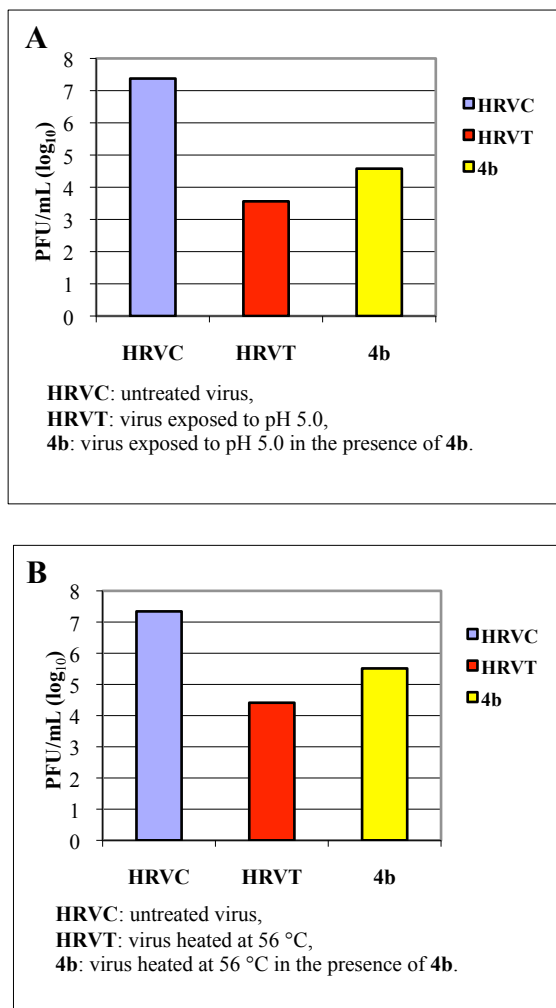 A
8
7
6
5
4
3
2
1
0
PFU/mL (log₁₀)
HRVC HRVT 4b
HRVC
HRVT
4b
HRVC: untreated virus,
HRVT: virus exposed to pH 5.0,
4b: virus exposed to pH 5.0 in the presence of 4b.
B
8
7
6
5
4
3
2
1
0
PFU/mL (log₁₀)
HRVC HRVT 4b
HRVC
HRVT
4b
HRVC: untreated virus,
HRVT: virus heated at 56 °C,
4b: virus heated at 56 °C in the presence of 4b.